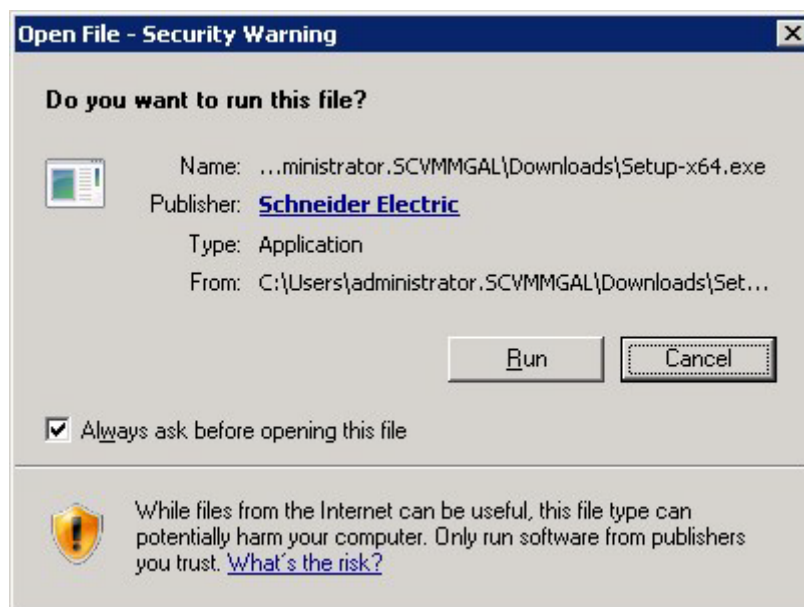 Open File - Security Warning
Do you want to run this file?
Name: ...ministrator.SCVMMGAL\Downloads\Setup-x64.exe
Publisher: Schneider Electric
Type: Application
From: C:\Users\administrator.SCVMMGAL\Downloads\Set...
Run Cancel
Always ask before opening this file
While files from the Internet can be useful, this file type can
potentially harm your computer. Only run software from publishers
you trust. What's the risk?